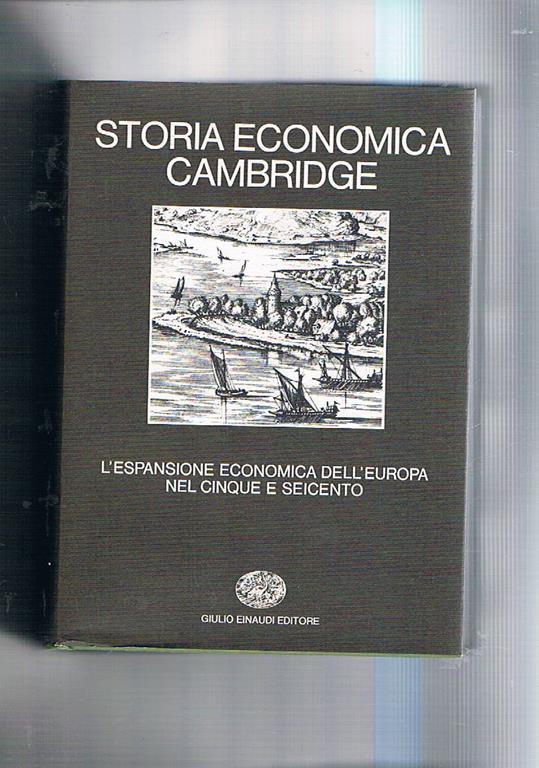 STORIA ECONOMICA
CAMBRIDGE
L'ESPANSIONE ECONOMICA DELL'EUROPA
NEL CINQUE E SEICENTO
GIULIO EINAUDI EDITORE